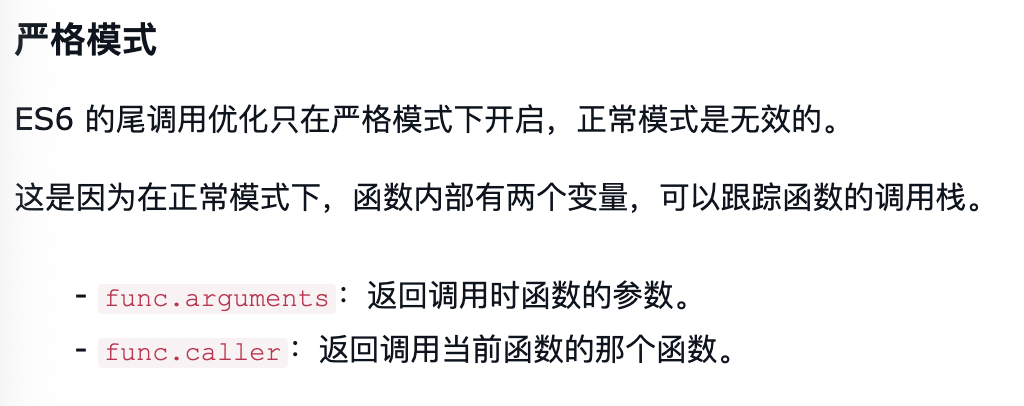 严格模式
ES6 的尾调用优化只在严格模式下开启，正常模式是无效的。
这是因为在正常模式下，函数内部有两个变量，可以跟踪函数的调用栈。
- func.arguments：返回调用时函数的参数。
- func.caller：返回调用当前函数的那个函数。